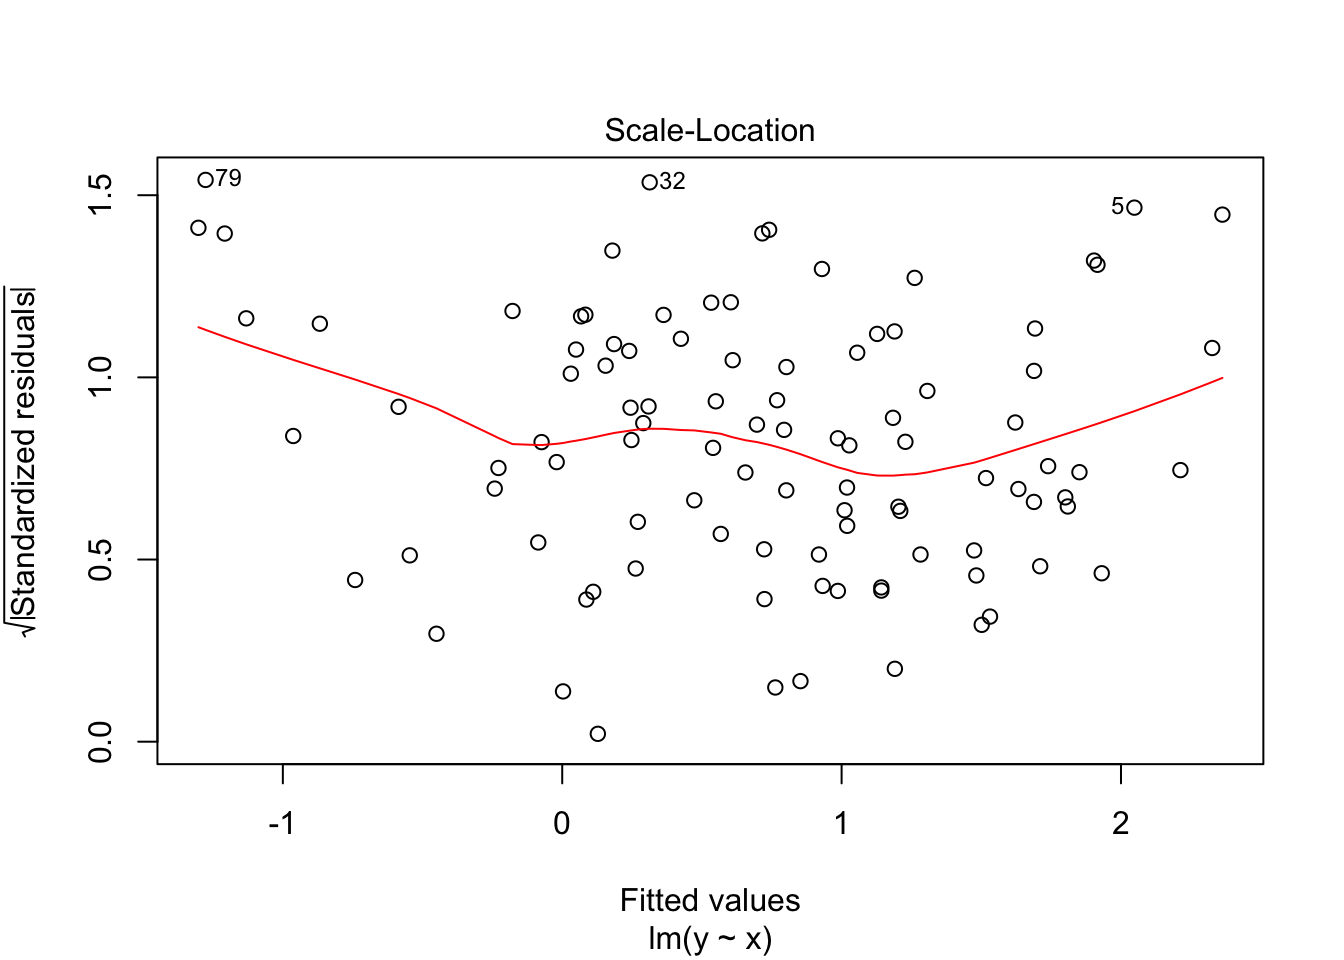 Scale-Location
√|Standardized residuals|
1.5
1.0
0.5
0.0
79
32
5
-1 0 1 2
Fitted values
lm(y ~ x)